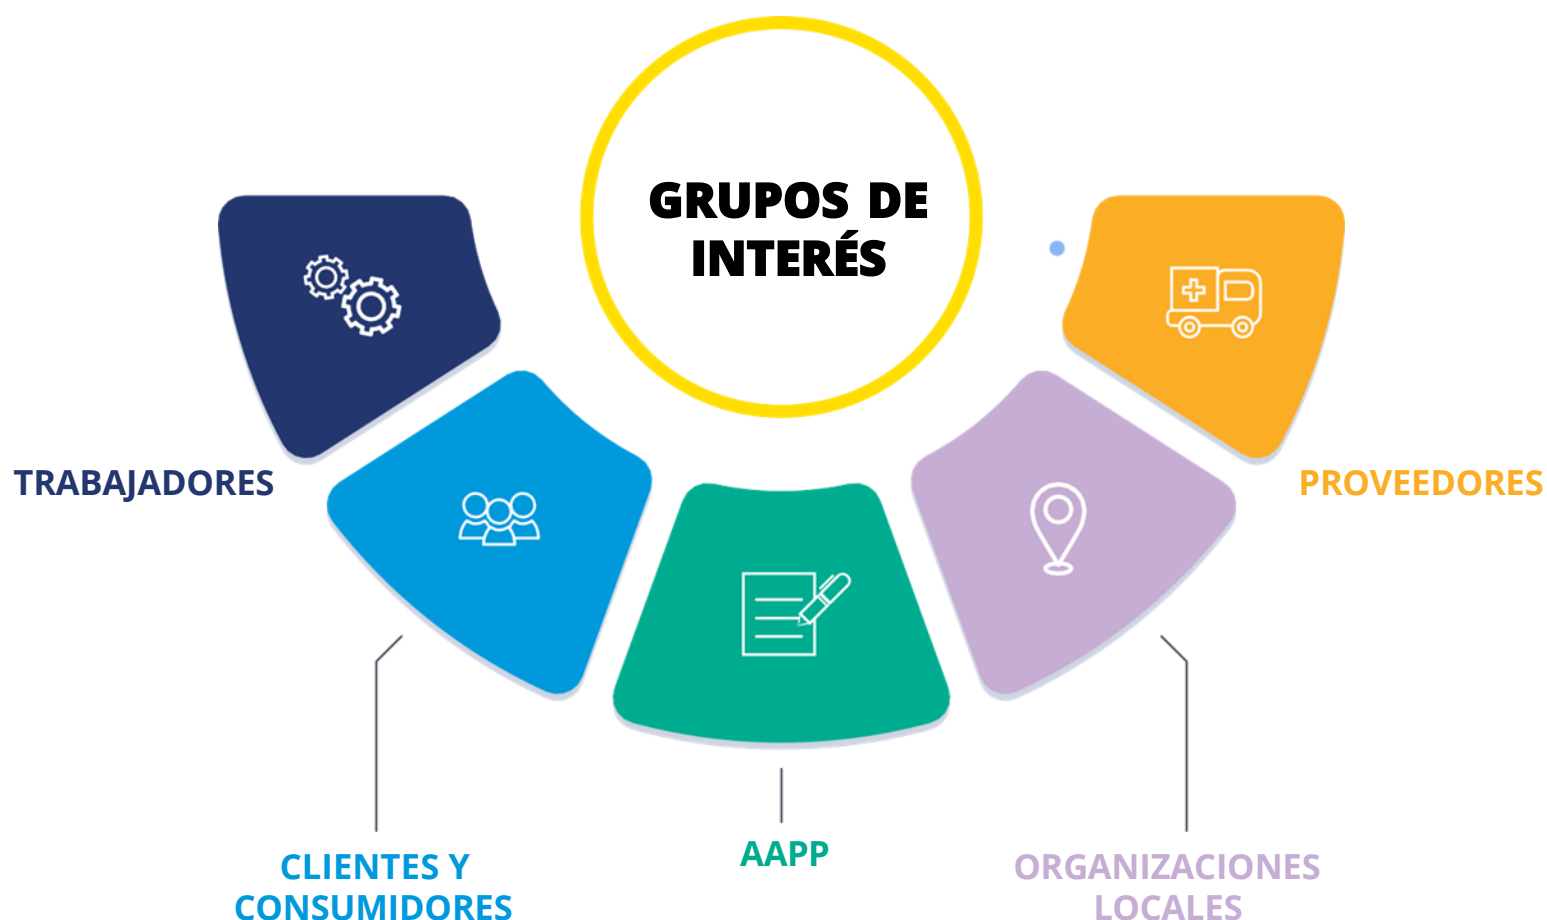 GRUPOS DE
INTERÉS
TRABAJADORES
PROVEEDORES
CLIENTES Y
CONSUMIDORES
AAPP
ORGANIZACIONES
LOCALES